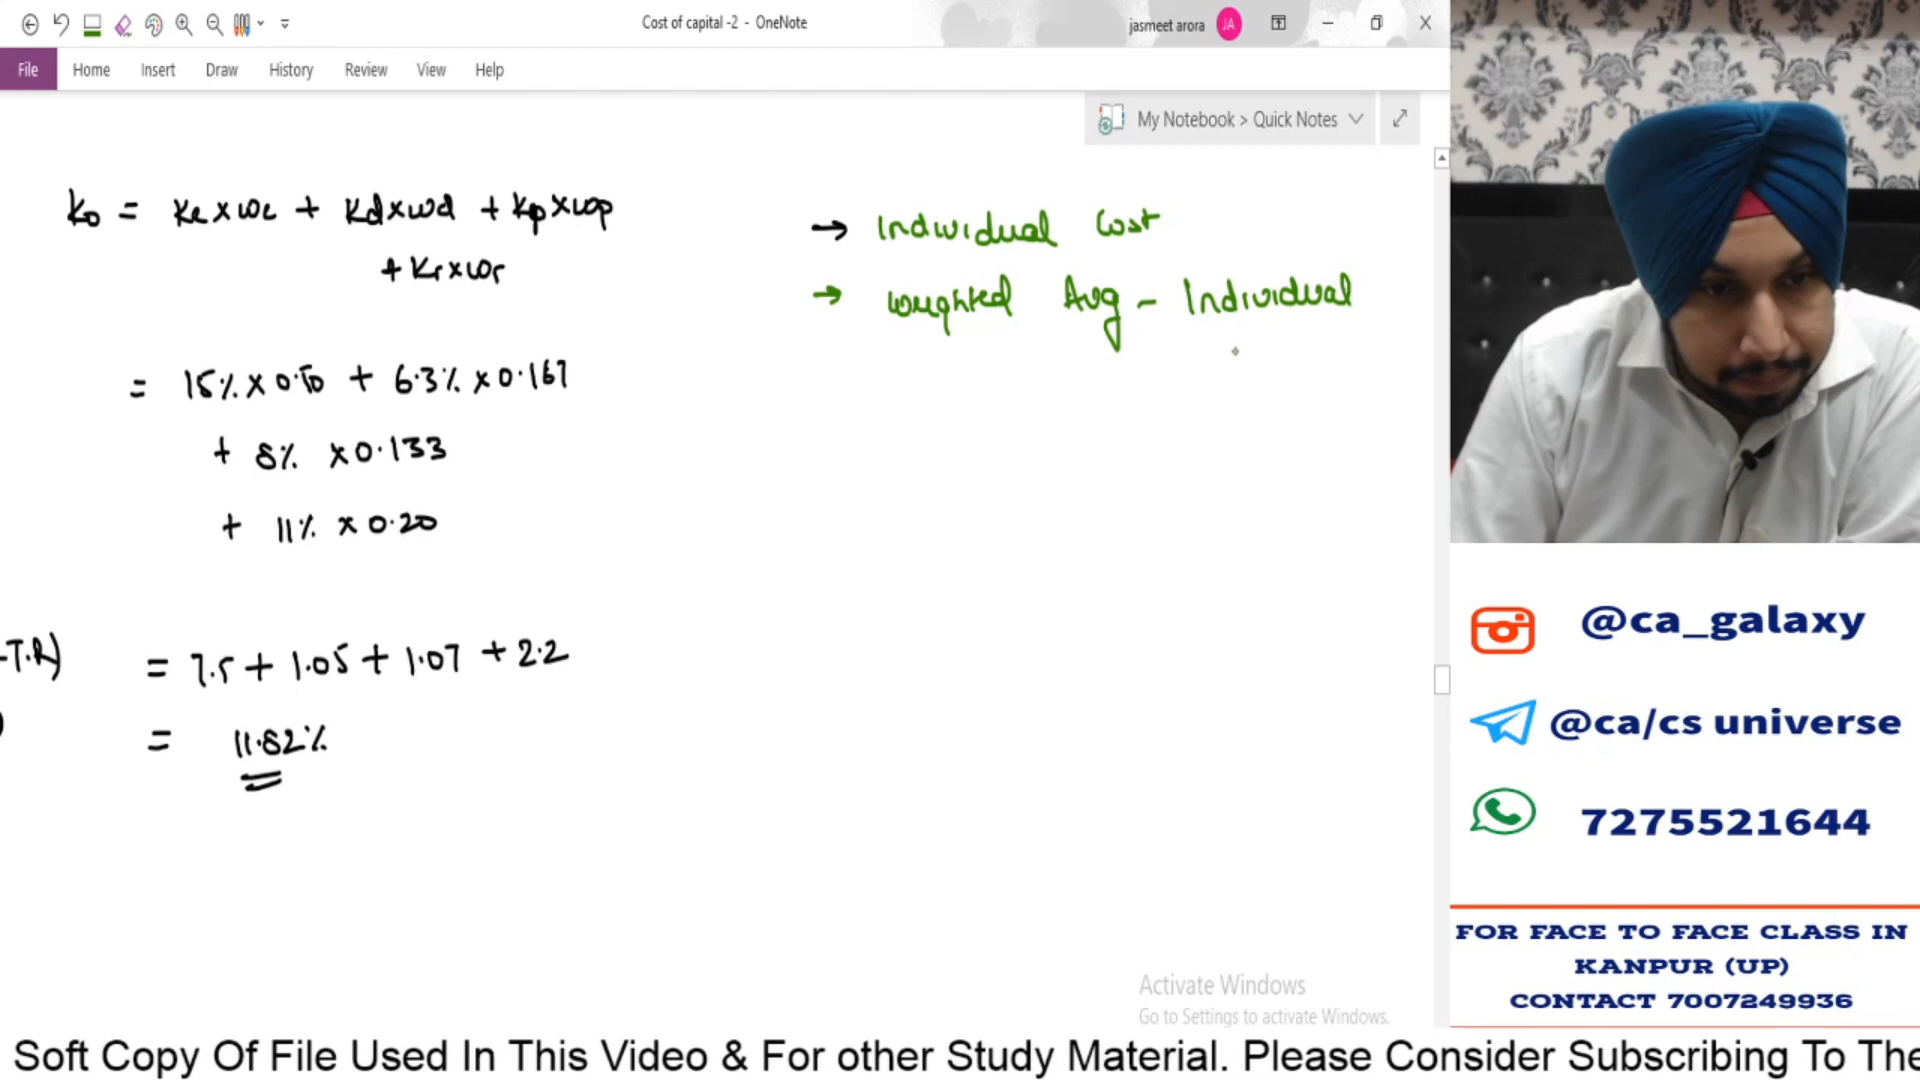 Cost of capital -2 - OneNote
jasmeet arora JA
File Home Insert Draw History Review View Help
My Notebook > Quick Notes
Ko = Ke x We + Kd x Wd + Kp x Wp
+ Kr x Wr
= 15% x 0.50 + 6.3% x 0.167
+ 8% x 0.133
+ 11% x 0.20
-T.R)
)
= 7.5 + 1.05 + 1.07 + 2.2
= 11.82%
→ Individual Cost
→ Weighted Avg - Individual
@ca_galaxy
@ca/cs universe
7275521644
FOR FACE TO FACE CLASS IN
KANPUR (UP)
CONTACT 7007249936
Activate Windows
Go to Settings to activate Windows.
Soft Copy Of File Used In This Video & For other Study Material. Please Consider Subscribing To The